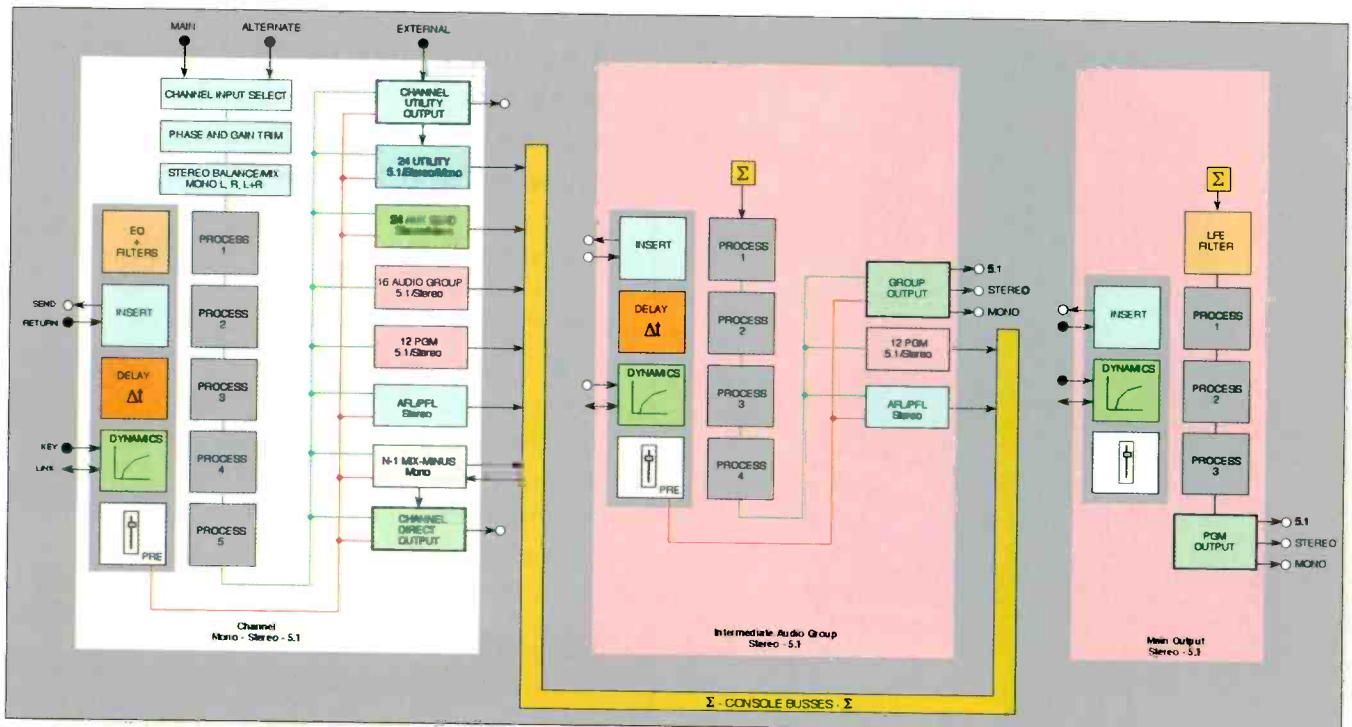 MAIN
ALTERNATE
EXTERNAL
CHANNEL INPUT SELECT
PHASE AND GAIN TRIM
STEREO BALANCE/MIX
MONO L, R, L+R
EQ
+
FILTERS
INSERT
DELAY
Δt
DYNAMICS
PRE
SEND
RETURN
KEY
LINK
PROCESS
1
PROCESS
2
PROCESS
3
PROCESS
4
PROCESS
5
CHANNEL
UTILITY
OUTPUT
24 UTILITY
5.1/Stereo/Mono
24
16 AUDIO GROUP
5.1/Stereo
12 PGM
5.1/Stereo
AFL/PFL
Stereo
N-1 MIX-MINUS
Mono
CHANNEL
DIRECT
OUTPUT
Channel
Mono - Stereo - 5.1
Σ
INSERT
DELAY
Δt
DYNAMICS
PRE
PROCESS
1
PROCESS
2
PROCESS
3
PROCESS
4
GROUP
OUTPUT
5.1
STEREO
MONO
12 PGM
5.1/Stereo
AFL/PFL
Stereo
Intermediate Audio Group
Stereo - 5.1
Σ
LFE
FILTER
INSERT
DYNAMICS
PROCESS
1
PROCESS
2
PROCESS
3
PGM
OUTPUT
5.1
STEREO
MONO
Main Output
Stereo - 5.1
Σ - CONSOLE BUSSES - Σ